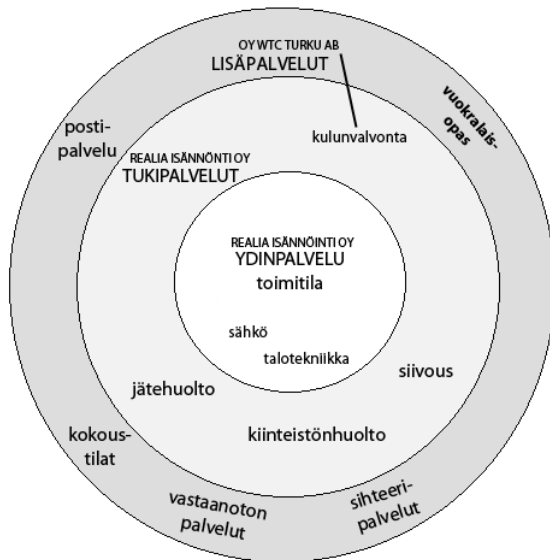 OY WTC TURKU AB
LISÄPALVELUT
vuokralais-
opas
posti-
palvelu
kulunvalvonta
REALIA ISÄNNÖNTI OY
TUKIPALVELUT
REALIA ISÄNNÖINTI OY
YDINPALVELU
toimitila
sähkö
talotekniikka
siivous
jätehuolto
kiinteistönhuolto
kokous-
tilat
vastaanoton
palvelut
sihteeri-
palvelut